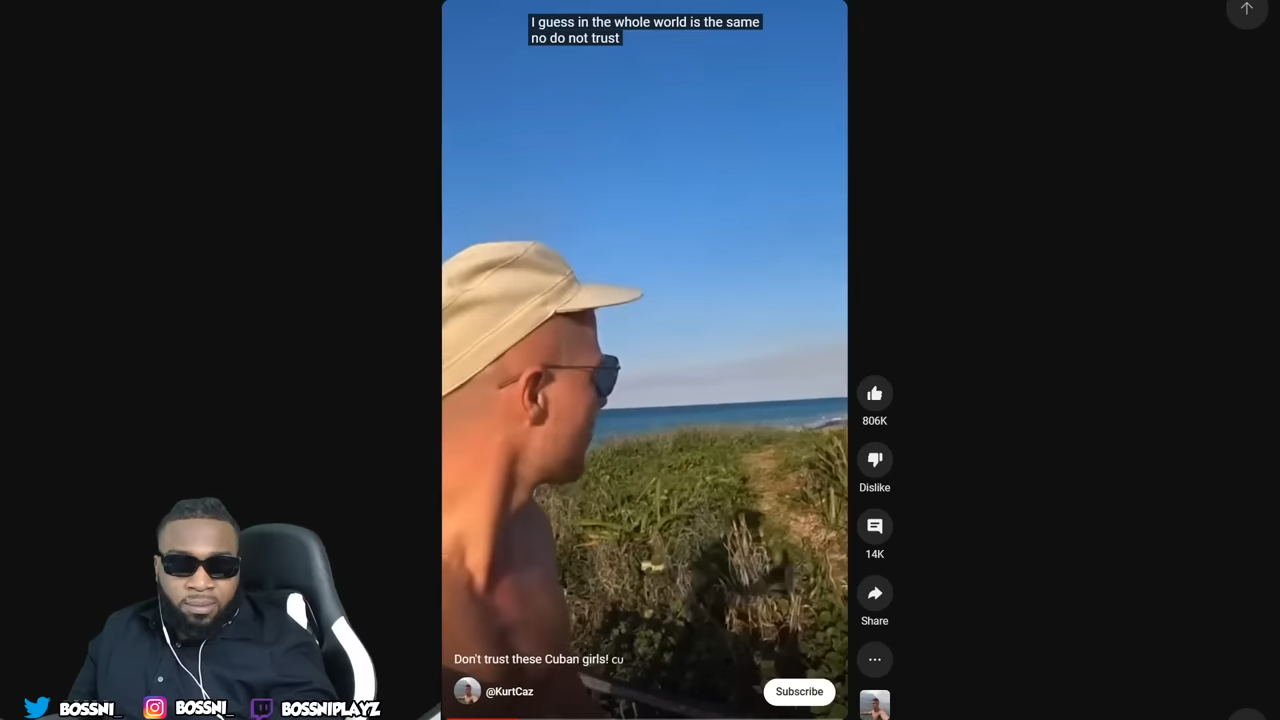 I guess in the whole world is the same
no do not trust
806K
Dislike
14K
Share
Don't trust these Cuban girls! cu
@KurtCaz
Subscribe
BOSSNI_
BOSSNI_
BOSSNIPLAYZ